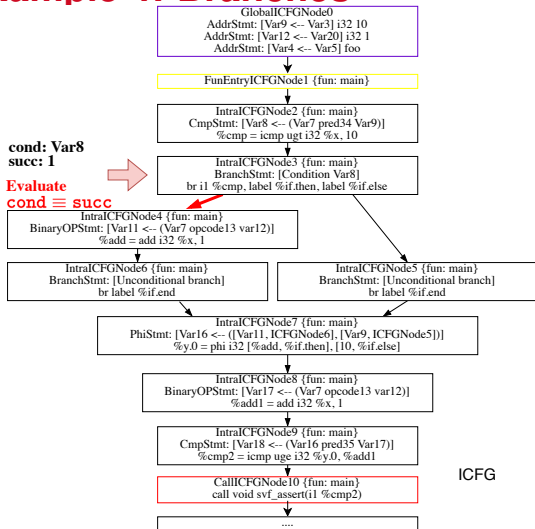 GlobalICFGNode0
AddrStmt: [Var9 <-- Var3] i32 10
AddrStmt: [Var12 <-- Var20] i32 1
AddrStmt: [Var4 <-- Var5] foo
FunEntryICFGNode1 {fun: main}
IntraICFGNode2 {fun: main}
CmpStmt: [Var8 <-- (Var7 pred34 Var9)]
%cmp = icmp ugt i32 %x, 10
cond: Var8
succ: 1
Evaluate
cond ≡ succ
IntraICFGNode3 {fun: main}
BranchStmt: [Condition Var8]
br i1 %cmp, label %if.then, label %if.else
IntraICFGNode4 {fun: main}
BinaryOPStmt: [Var11 <-- (Var7 opcode13 var12)]
%add = add i32 %x, 1
IntraICFGNode6 {fun: main}
BranchStmt: [Unconditional branch]
br label %if.end
IntraICFGNode5 {fun: main}
BranchStmt: [Unconditional branch]
br label %if.end
IntraICFGNode7 {fun: main}
PhiStmt: [Var16 <-- ([Var11, ICFGNode6], [Var9, ICFGNode5])]
%y.0 = phi i32 [%add, %if.then], [10, %if.else]
IntraICFGNode8 {fun: main}
BinaryOPStmt: [Var17 <-- (Var7 opcode13 var12)]
%add1 = add i32 %x, 1
IntraICFGNode9 {fun: main}
CmpStmt: [Var18 <-- (Var16 pred35 Var17)]
%cmp2 = icmp uge i32 %y.0, %add1
CallICFGNode10 {fun: main}
call void svf_assert(i1 %cmp2)
ICFG
....